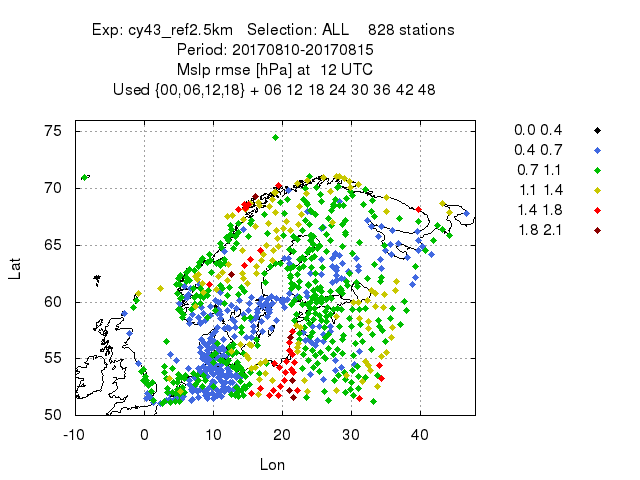 Exp: cy43_ref2.5km Selection: ALL 828 stations
Period: 20170810-20170815
Mslp rmse [hPa] at 12 UTC
Used {00,06,12,18} + 06 12 18 24 30 36 42 48
0.0 0.4
0.4 0.7
0.7 1.1
1.1 1.4
1.4 1.8
1.8 2.1
75
70
65
60
55
50
Lat
-10 0 10 20 30 40
Lon